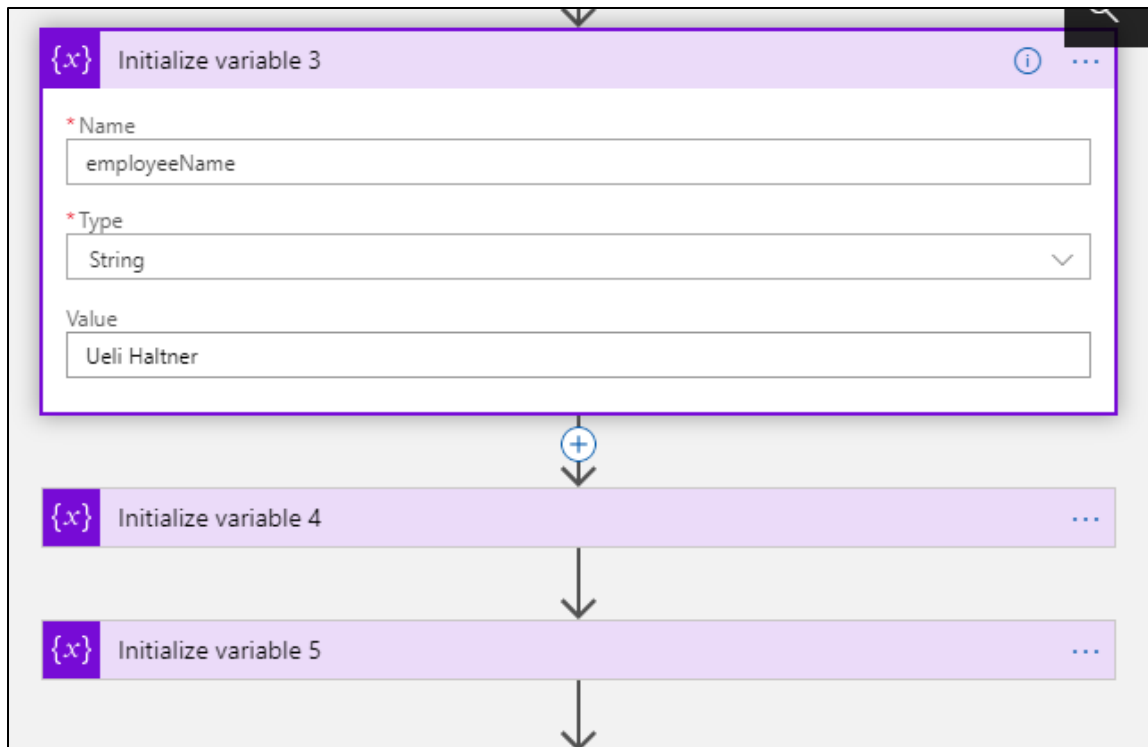 {x} Initialize variable 3 i ...
* Name
employeeName
* Type
String
Value
Ueli Haltner
{x} Initialize variable 4 ...
{x} Initialize variable 5 ...